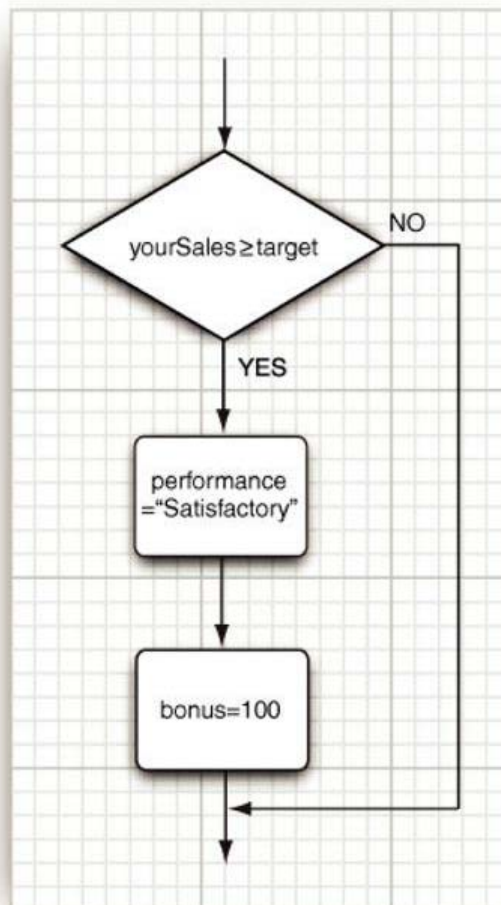 yourSales≥target
NO
YES
performance
=“Satisfactory”
bonus=100